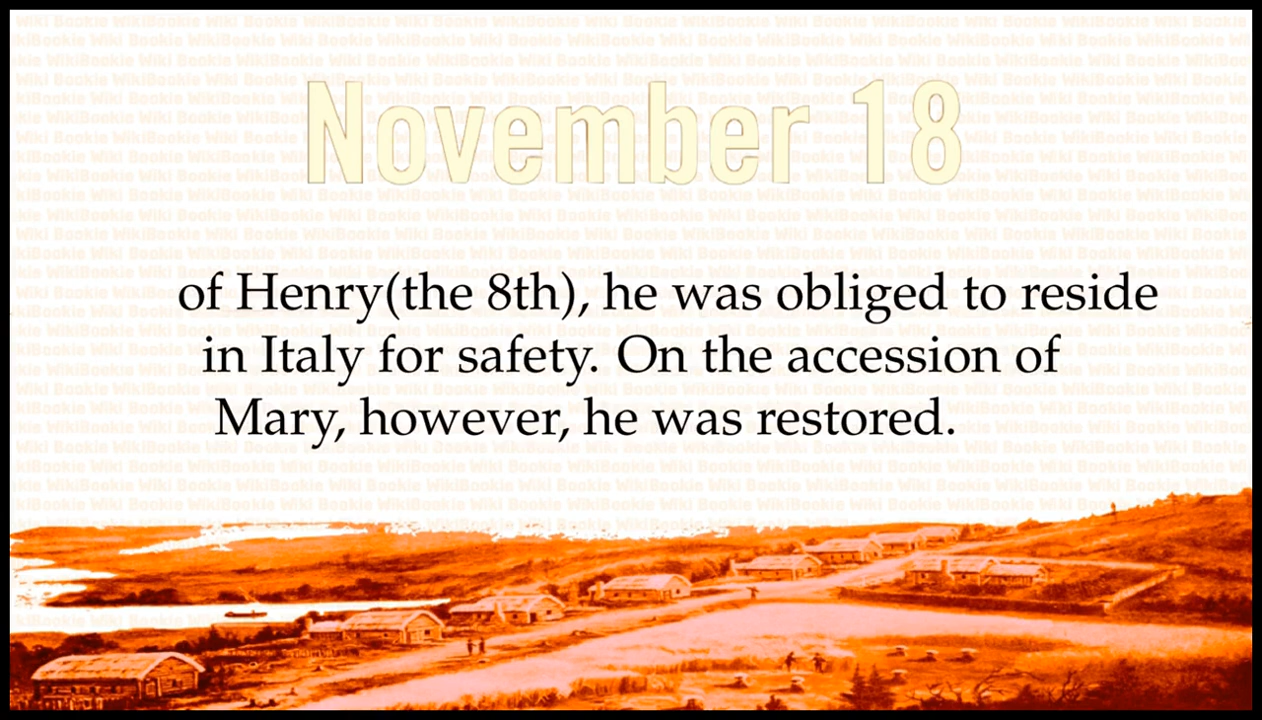 November 18
of Henry(the 8th), he was obliged to reside
in Italy for safety. On the accession of
Mary, however, he was restored.